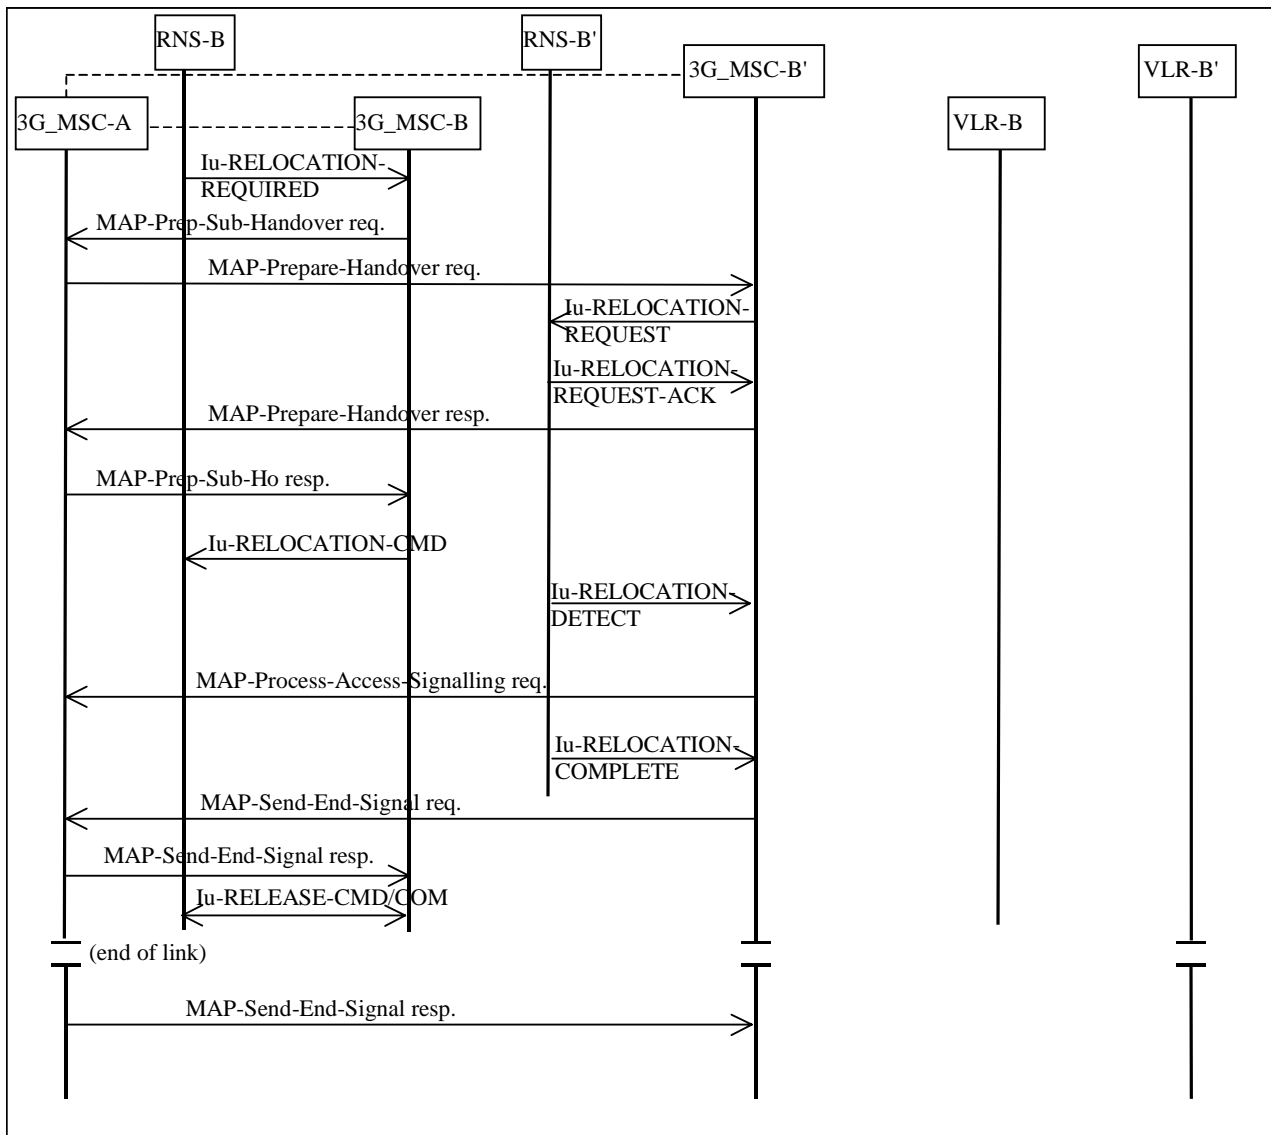 RNS-B
RNS-B'
3G_MSC-B'
VLR-B'
3G_MSC-A
3G_MSC-B
VLR-B
Iu-RELOCATION-
REQUIRED
MAP-Prep-Sub-Handover req.
MAP-Prepare-Handover req.
Iu-RELOCATION-
REQUEST
Iu-RELOCATION-
REQUEST-ACK
MAP-Prepare-Handover resp.
MAP-Prep-Sub-Ho resp.
Iu-RELOCATION-CMD
Iu-RELOCATION-
DETECT
MAP-Process-Access-Signalling req.
Iu-RELOCATION-
COMPLETE
MAP-Send-End-Signal req.
MAP-Send-End-Signal resp.
Iu-RELEASE-CMD/COM
(end of link)
MAP-Send-End-Signal resp.